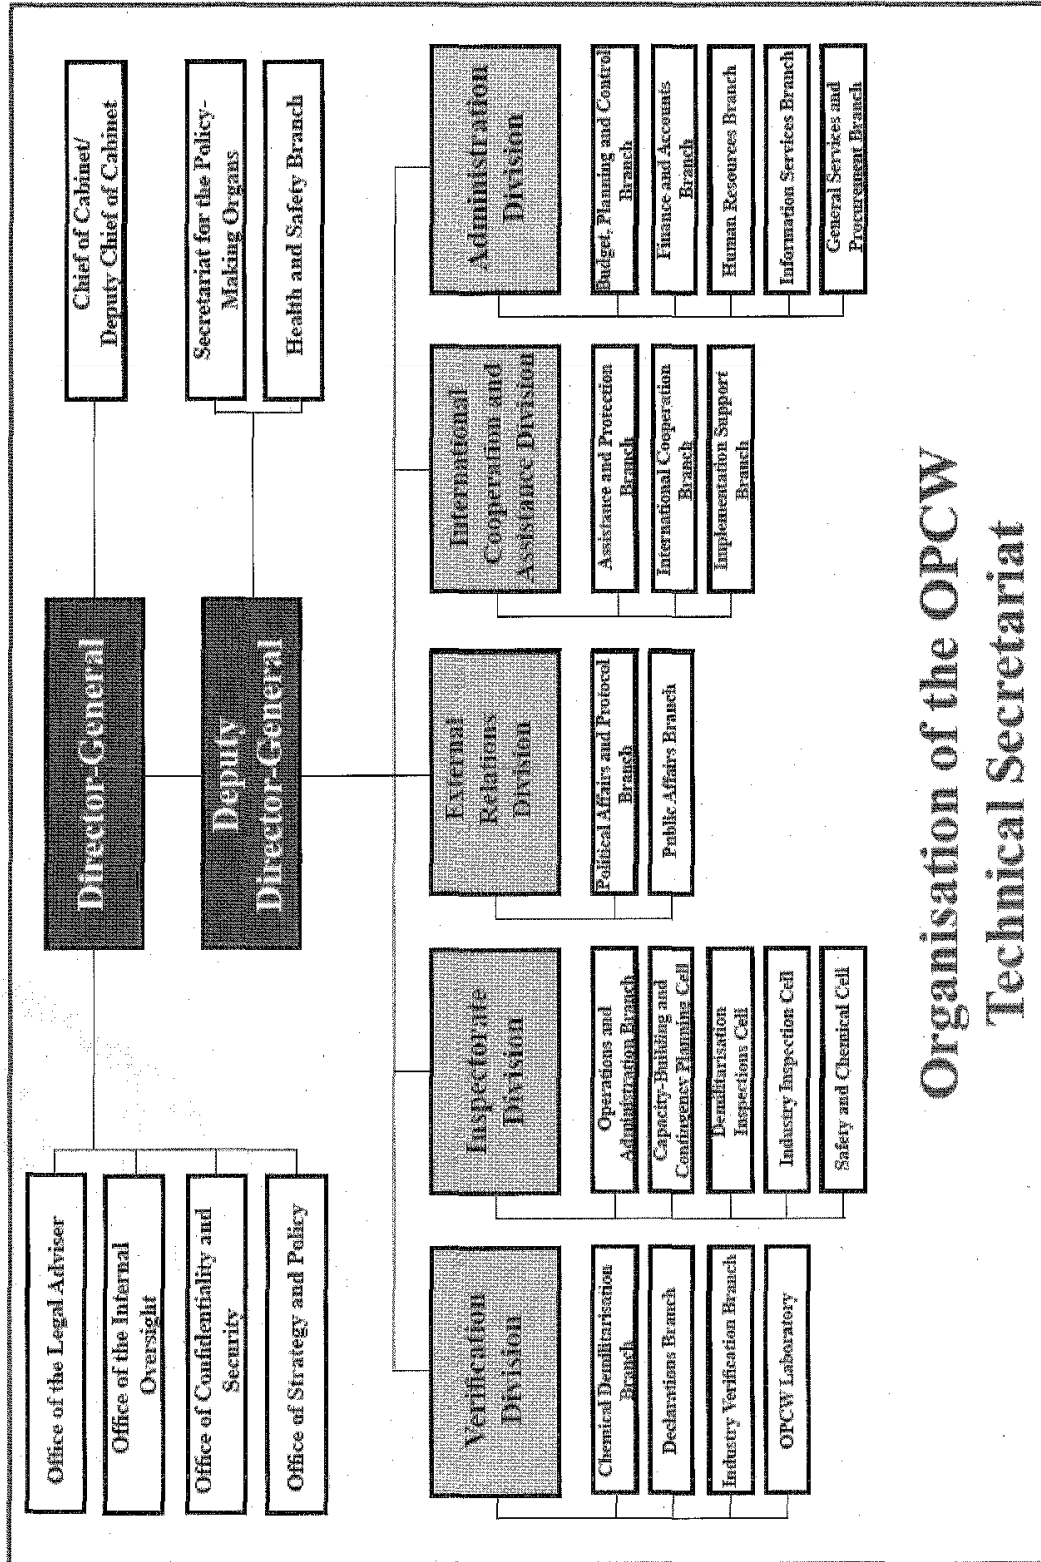 Office of the Legal Adviser
Office of the Internal
Oversight
Office of Confidentiality and
Security
Office of Strategy and Policy
Director-General
Deputy
Director-General
Chief of Cabinet/
Deputy Chief of Cabinet
Secretariat for the Policy-
Making Organs
Health and Safety Branch
Verification
Division
Chemical Demilitarisation
Branch
Declarations Branch
Industry Verification Branch
OPCW Laboratory
Inspectorate
Division
Operations and
Administration Branch
Capacity-Building and
Contingency Planning Cell
Demilitarisation
Inspections Cell
Industry Inspection Cell
Safety and Chemical Cell
External
Relations
Division
Political Affairs and Protocol
Branch
Public Affairs Branch
International
Cooperation and
Assistance Division
Assistance and Protection
Branch
International Cooperation
Branch
Implementation Support
Branch
Administration
Division
Budget, Planning and Control
Branch
Finance and Accounts
Branch
Human Resources Branch
Information Services Branch
General Services and
Procurement Branch
Organisation of the OPCW
Technical Secretariat